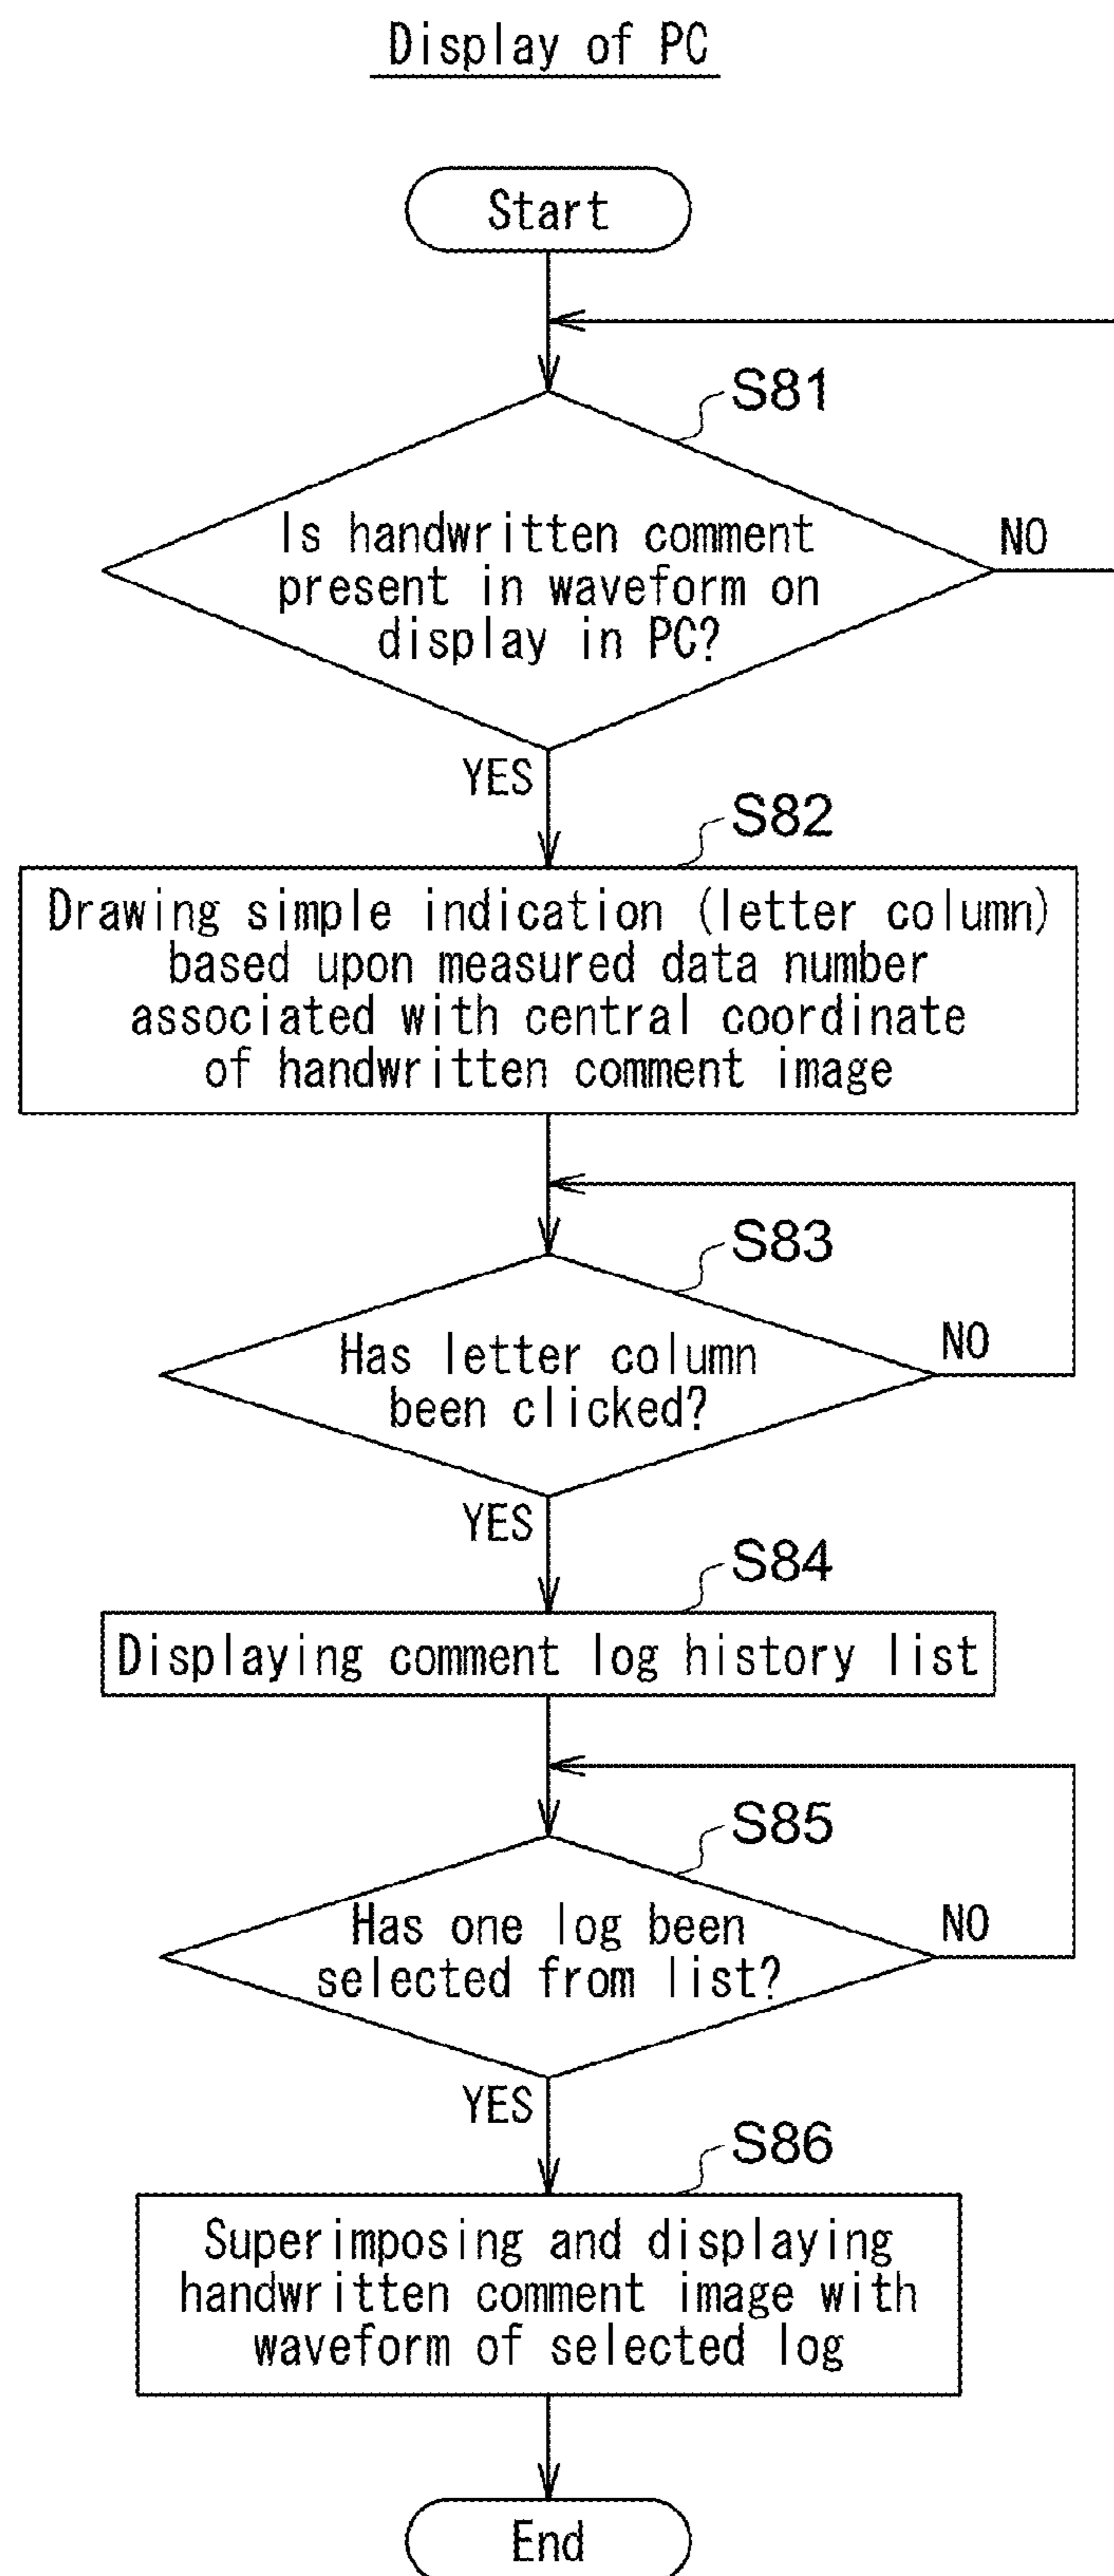 Display of PC
Start
S81
Is handwritten comment
present in waveform on
display in PC?
NO
YES
S82
Drawing simple indication (letter column)
based upon measured data number
associated with central coordinate
of handwritten comment image
S83
Has letter column
been clicked?
NO
YES
S84
Displaying comment log history list
S85
Has one log been
selected from list?
NO
YES
S86
Superimposing and displaying
handwritten comment image with
waveform of selected log
End